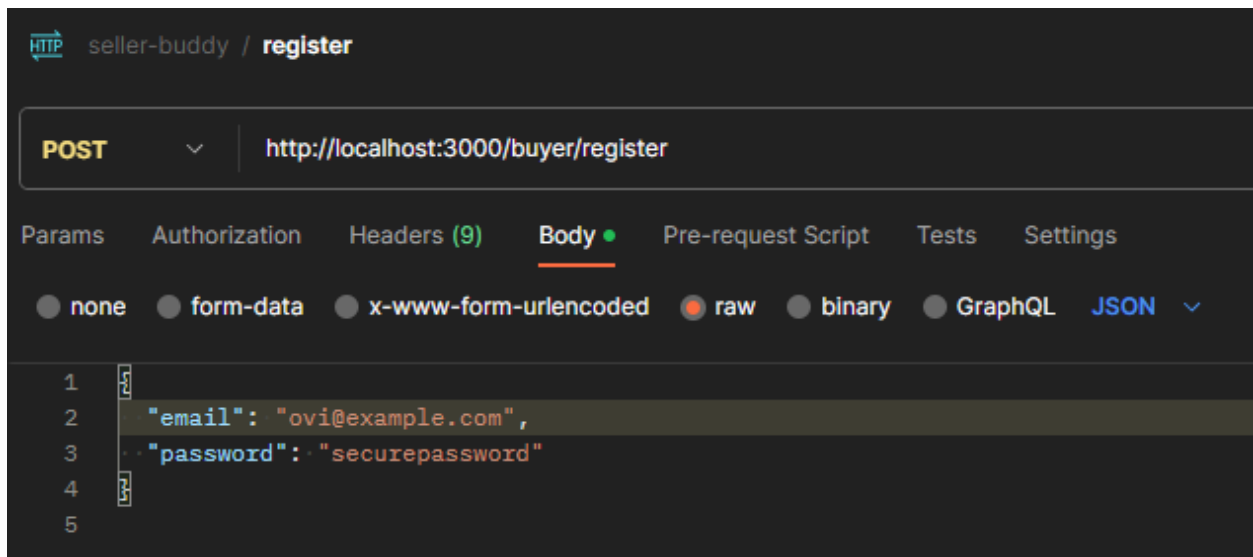 HTTP seller-buddy / register
POST http://localhost:3000/buyer/register
Params Authorization Headers (9) Body Pre-request Script Tests Settings
none form-data x-www-form-urlencoded raw binary GraphQL JSON
1 {
2 "email": "ovi@example.com",
3 "password": "securepassword"
4 }
5